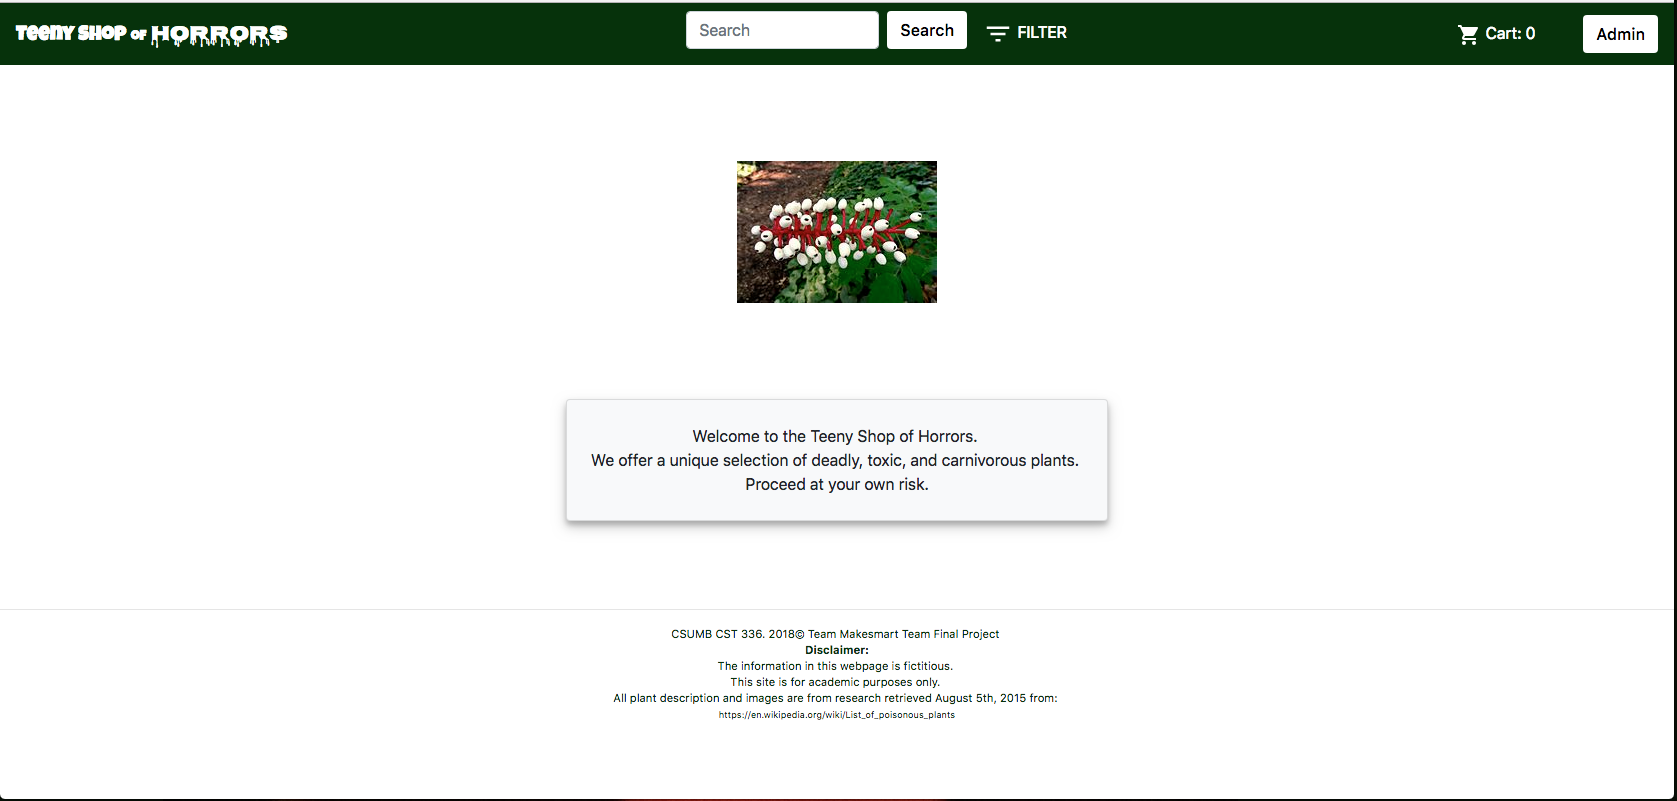 Teeny Shop of HORRORS
Search
Search
FILTER
Cart: 0
Admin
Welcome to the Teeny Shop of Horrors.
We offer a unique selection of deadly, toxic, and carnivorous plants.
Proceed at your own risk.
CSUMB CST 336. 2018© Team Makesmart Team Final Project
Disclaimer:
The information in this webpage is fictitious.
This site is for academic purposes only.
All plant description and images are from research retrieved August 5th, 2015 from:
https://en.wikipedia.org/wiki/List_of_poisonous_plants